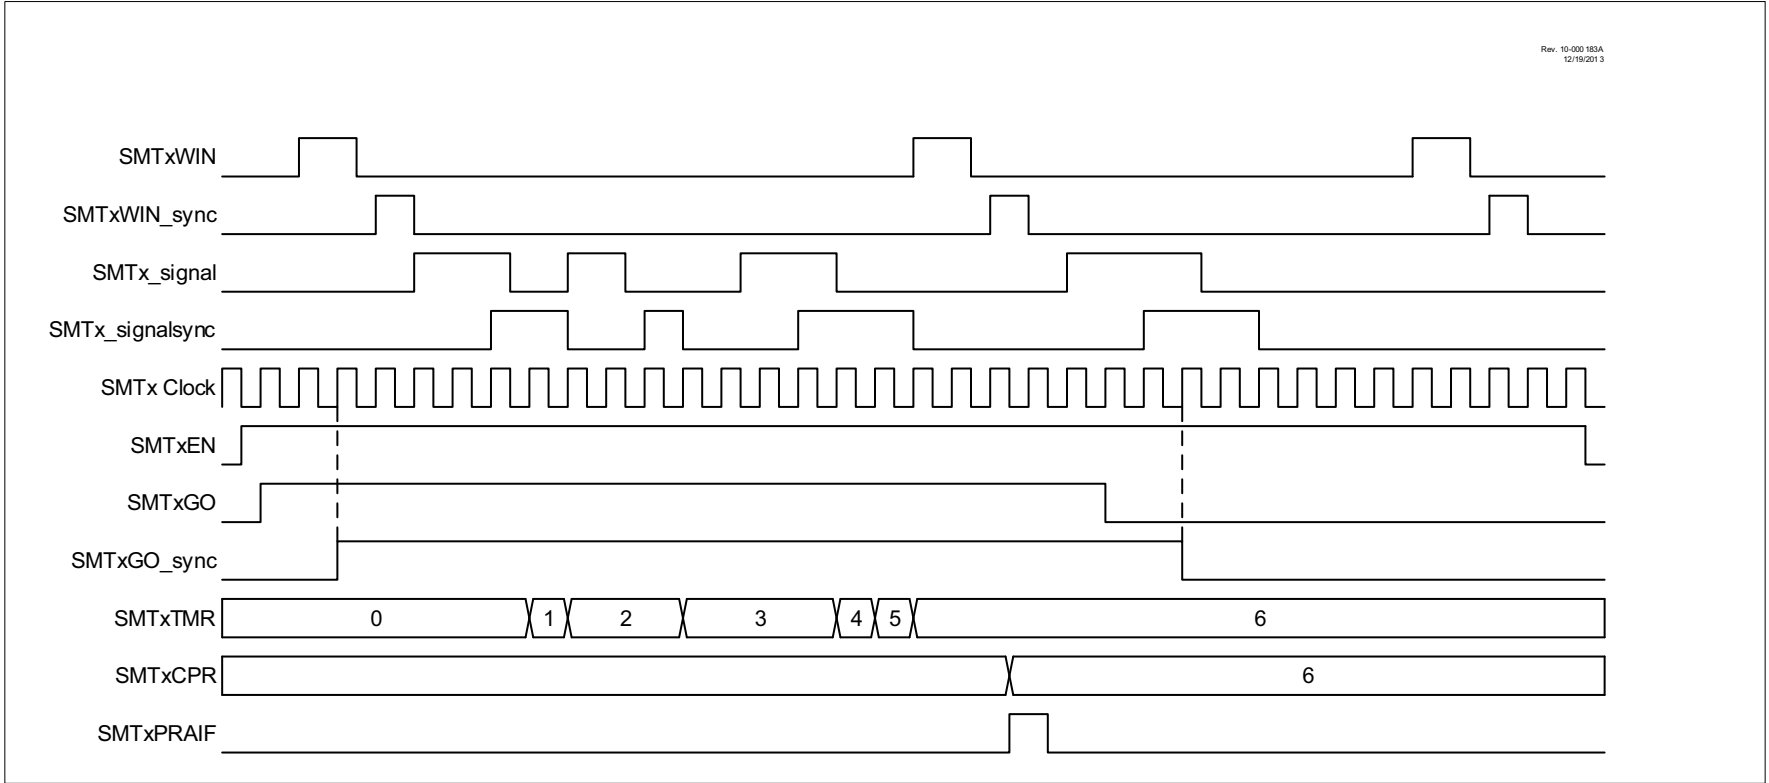 Rev. 10-000 183A
12/19/201 3
SMTxWIN
SMTxWIN_sync
SMTx_signal
SMTx_signalsync
SMTx Clock
SMTxEN
SMTxGO
SMTxGO_sync
SMTxTMR 0 1 2 3 4 5 6
SMTxCPR 6
SMTxPRAIF